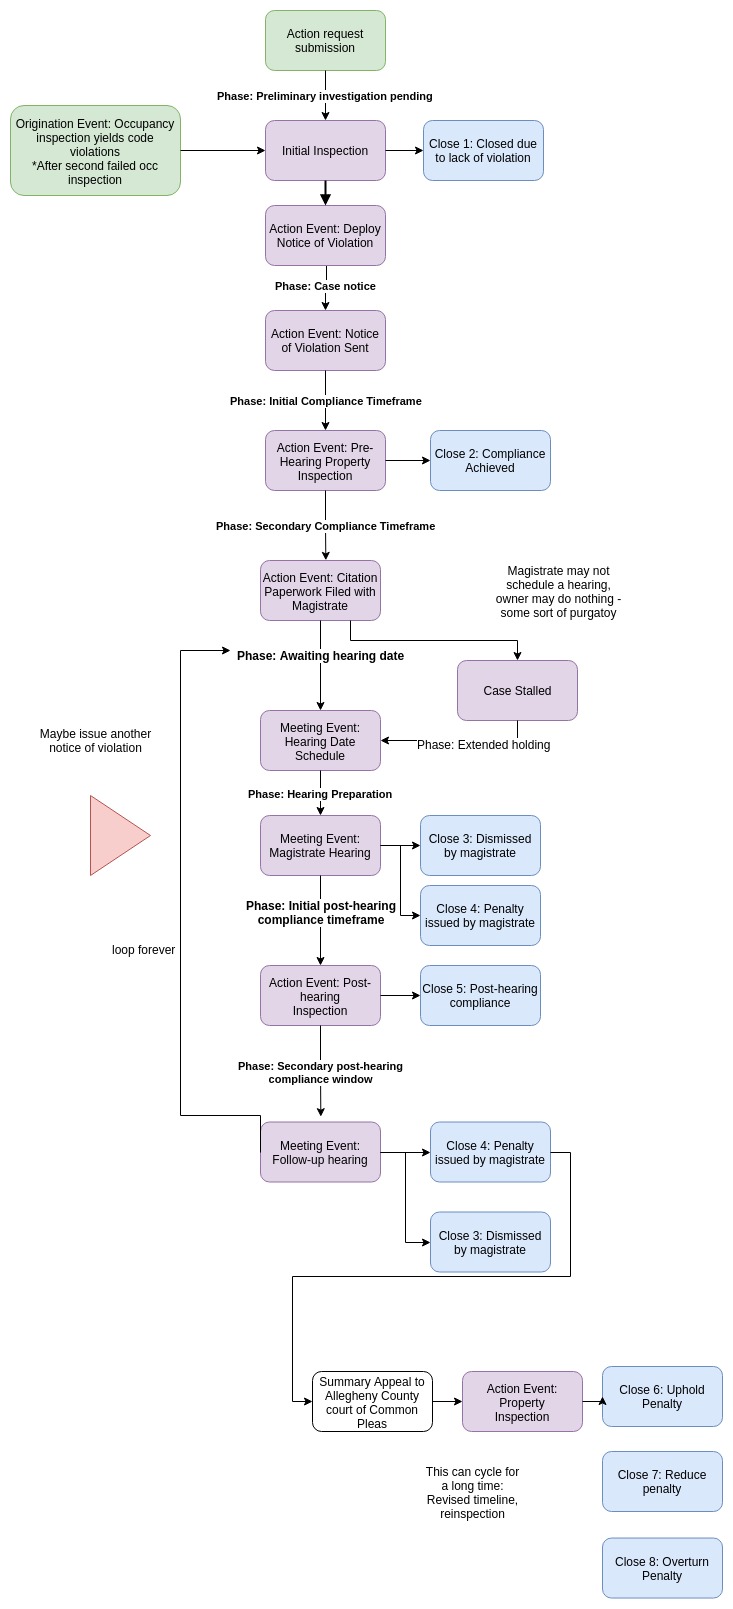 Action request
submission
Phase: Preliminary investigation pending
Origination Event: Occupancy
inspection yields code
violations
*After second failed occ
inspection
Initial Inspection
Close 1: Closed due
to lack of violation
Action Event: Deploy
Notice of Violation
Phase: Case notice
Action Event: Notice
of Violation Sent
Phase: Initial Compliance Timeframe
Action Event: Pre-
Hearing Property
Inspection
Close 2: Compliance
Achieved
Phase: Secondary Compliance Timeframe
Action Event: Citation
Paperwork Filed with
Magistrate
Magistrate may not
schedule a hearing,
owner may do nothing -
some sort of purgatoy
Phase: Awaiting hearing date
Case Stalled
Maybe issue another
notice of violation
Meeting Event:
Hearing Date
Schedule
Phase: Extended holding
Phase: Hearing Preparation
Meeting Event:
Magistrate Hearing
Close 3: Dismissed
by magistrate
Close 4: Penalty
issued by magistrate
Phase: Initial post-hearing
compliance timeframe
loop forever
Action Event: Post-
hearing
Inspection
Close 5: Post-hearing
compliance
Phase: Secondary post-hearing
compliance window
Meeting Event:
Follow-up hearing
Close 4: Penalty
issued by magistrate
Close 3: Dismissed
by magistrate
Summary Appeal to
Allegheny County
court of Common
Pleas
Action Event:
Property
Inspection
Close 6: Uphold
Penalty
This can cycle for
a long time:
Revised timeline,
reinspection
Close 7: Reduce
penalty
Close 8: Overturn
Penalty